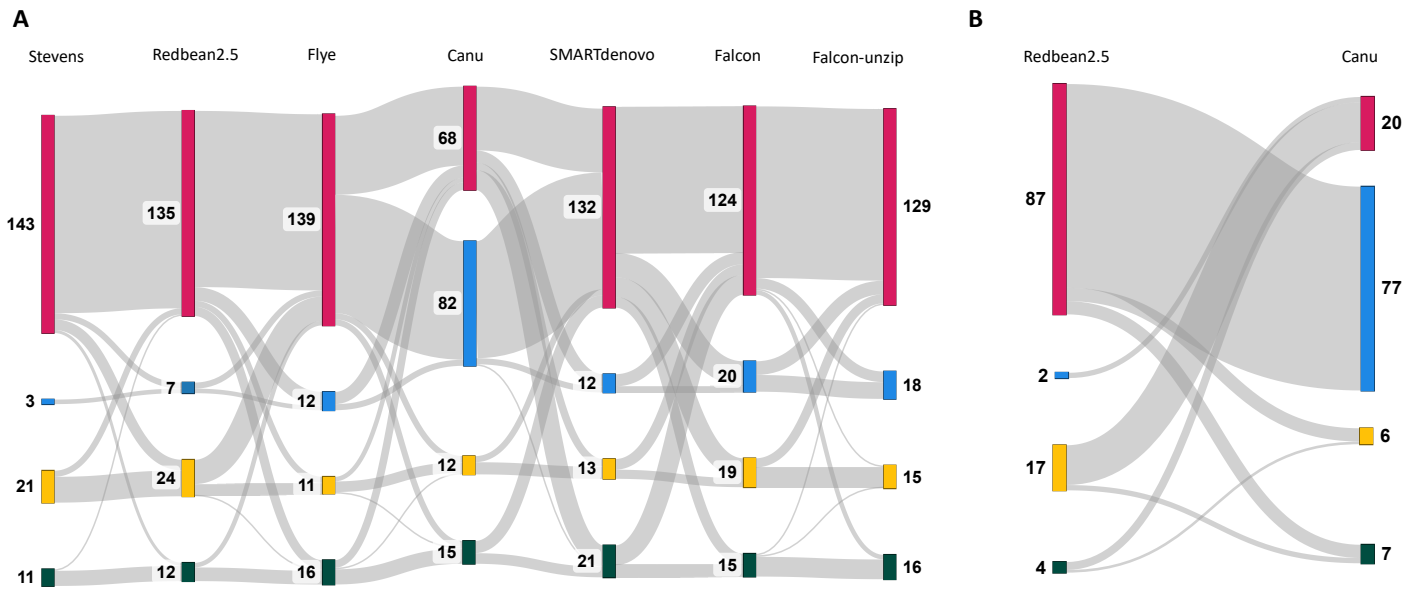 A
B
Stevens Redbean2.5 Flye Canu SMARTdenovo Falcon Falcon-unzip
Redbean2.5 Canu
143 135 139 68 132 124 129
82
3 7 12 12 20 18
21 24 11 12 13 19 15
11 12 16 15 21 15 16
87 20
77
2
17 6
4 7